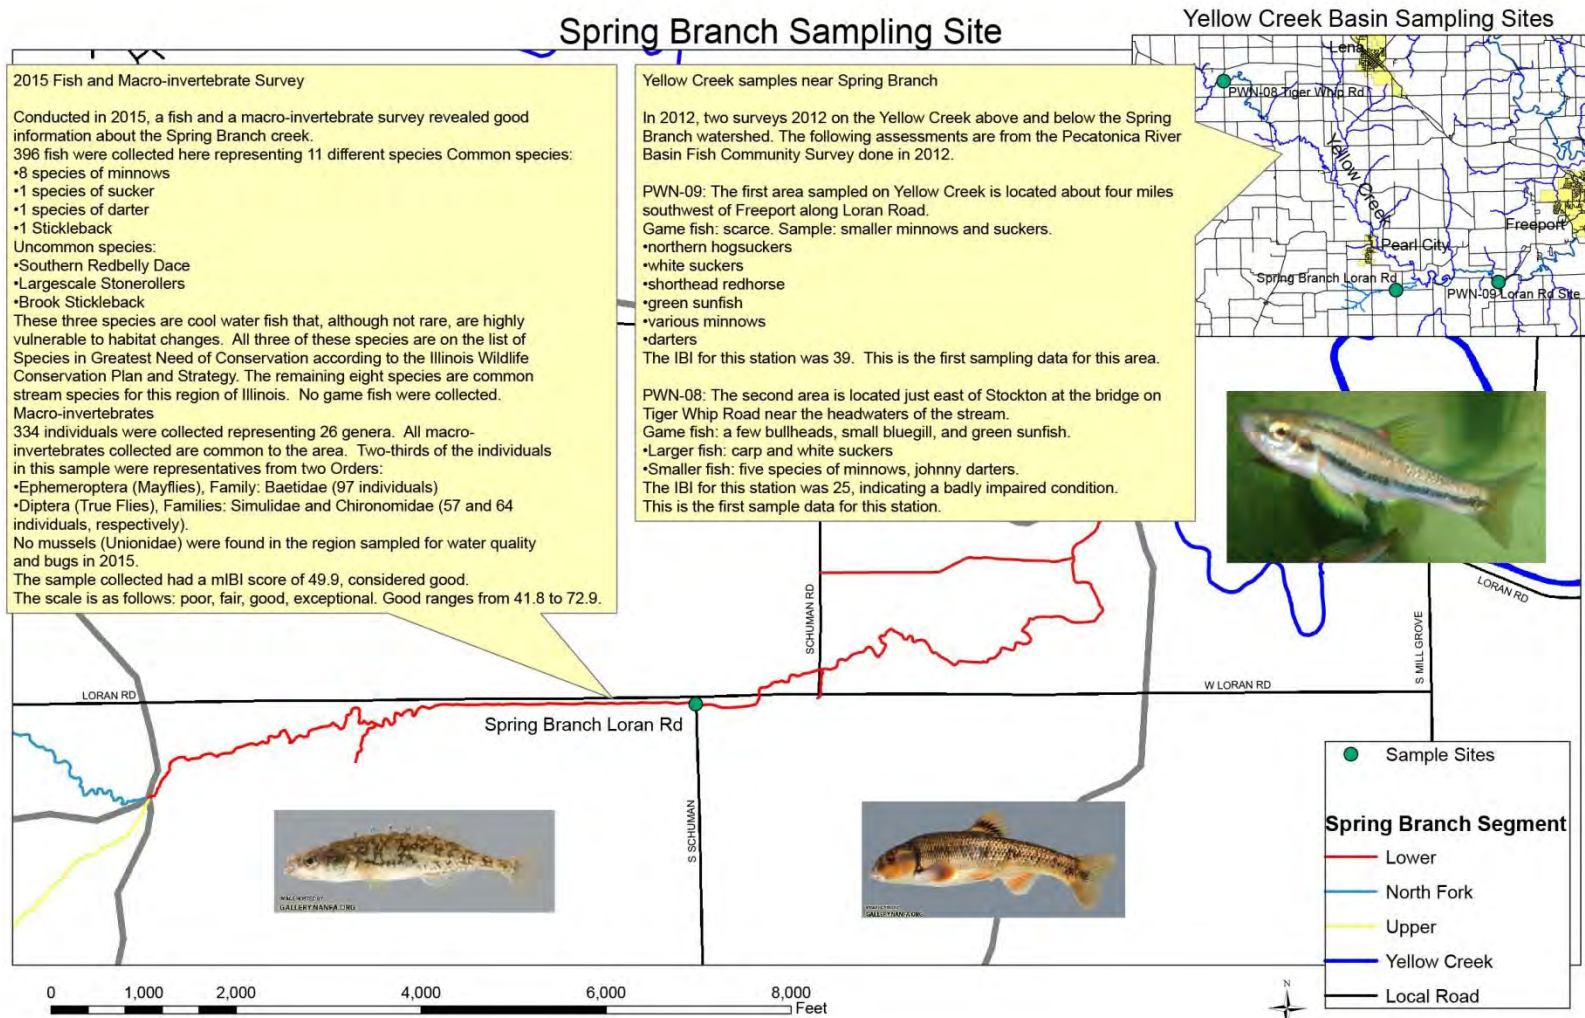 Spring Branch Sampling Site
Yellow Creek Basin Sampling Sites
2015 Fish and Macro-invertebrate Survey
Conducted in 2015, a fish and a macro-invertebrate survey revealed good
information about the Spring Branch creek.
396 fish were collected here representing 11 different species Common species:
•8 species of minnows
•1 species of sucker
•1 species of darter
•1 Stickleback
Uncommon species:
•Southern Redbelly Dace
•Largescale Stonerollers
•Brook Stickleback
These three species are cool water fish that, although not rare, are highly
vulnerable to habitat changes. All three of these species are on the list of
Species in Greatest Need of Conservation according to the Illinois Wildlife
Conservation Plan and Strategy. The remaining eight species are common
stream species for this region of Illinois. No game fish were collected.
Macro-invertebrates
334 individuals were collected representing 26 genera. All macro-
invertebrates collected are common to the area. Two-thirds of the individuals
in this sample were representatives from two Orders:
•Ephemeroptera (Mayflies), Family: Baetidae (97 individuals)
•Diptera (True Flies), Families: Simulidae and Chironomidae (57 and 64
individuals, respectively).
No mussels (Unionidae) were found in the region sampled for water quality
and bugs in 2015.
The sample collected had a mIBI score of 49.9, considered good.
The scale is as follows: poor, fair, good, exceptional. Good ranges from 41.8 to 72.9.
Yellow Creek samples near Spring Branch
In 2012, two surveys 2012 on the Yellow Creek above and below the Spring
Branch watershed. The following assessments are from the Pecatonica River
Basin Fish Community Survey done in 2012.
PWN-09: The first area sampled on Yellow Creek is located about four miles
southwest of Freeport along Loran Road.
Game fish: scarce. Sample: smaller minnows and suckers.
•northern hogsuckers
•white suckers
•shorthead redhorse
•green sunfish
•various minnows
•darters
The IBI for this station was 39. This is the first sampling data for this area.
PWN-08: The second area is located just east of Stockton at the bridge on
Tiger Whip Road near the headwaters of the stream.
Game fish: a few bullheads, small bluegill, and green sunfish.
•Larger fish: carp and white suckers
•Smaller fish: five species of minnows, johnny darters.
The IBI for this station was 25, indicating a badly impaired condition.
This is the first sample data for this station.
Lena
PWN-08 Tiger Whip Rd
Yellow Creek
Freeport
Pearl City
Spring Branch Loran Rd
PWN-09 Loran Rd Site
LORAN RD
SCHUMAN RD
S MILL GROVE
LORAN RD
W LORAN RD
Spring Branch Loran Rd
S SCHUMAN
IMAGE HOSTED BY
GALLERY.NANFA.ORG
GALLERY.NANFA.ORG
Sample Sites
Spring Branch Segment
Lower
North Fork
Upper
Yellow Creek
Local Road
0 1,000 2,000 4,000 6,000 8,000
Feet
N